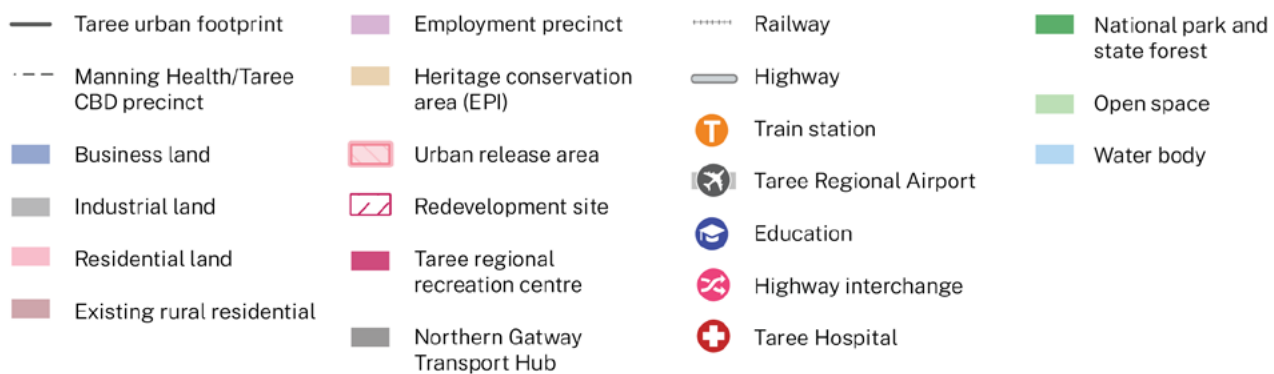 Taree urban footprint
Manning Health/Taree
CBD precinct
Business land
Industrial land
Residential land
Existing rural residential
Employment precinct
Heritage conservation
area (EPI)
Urban release area
Redevelopment site
Taree regional
recreation centre
Northern Gatway
Transport Hub
Railway
Highway
T
Train station
Taree Regional Airport
Education
Highway interchange
Taree Hospital
National park and
state forest
Open space
Water body